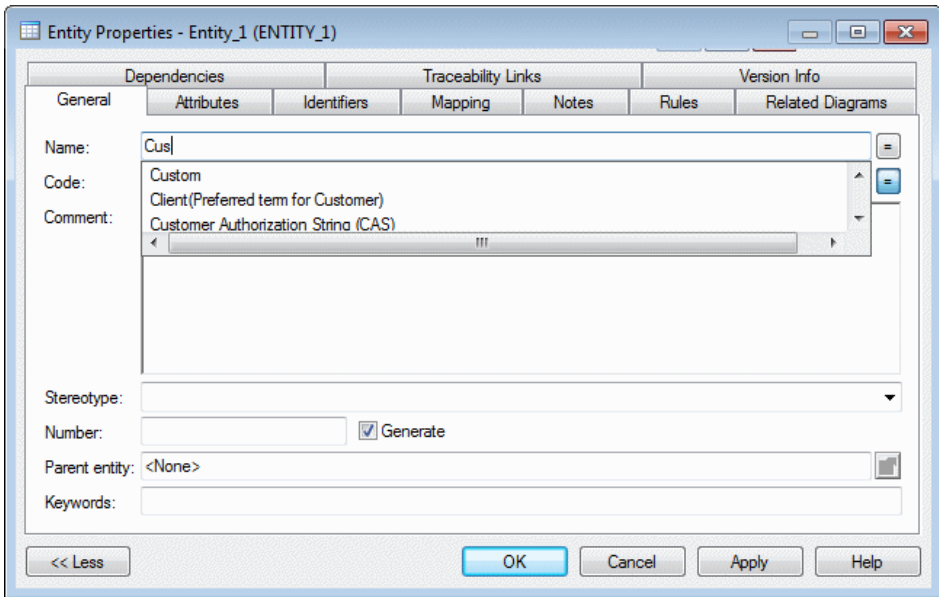 Entity Properties - Entity_1 (ENTITY_1)
Dependencies Traceability Links Version Info
General Attributes Identifiers Mapping Notes Rules Related Diagrams
Name: Cus =
Code: Custom =
Client(Preferred term for Customer)
Comment: Customer Authorization String (CAS)
Stereotype:
Number: Generate
Parent entity: <None>
Keywords:
<< Less OK Cancel Apply Help